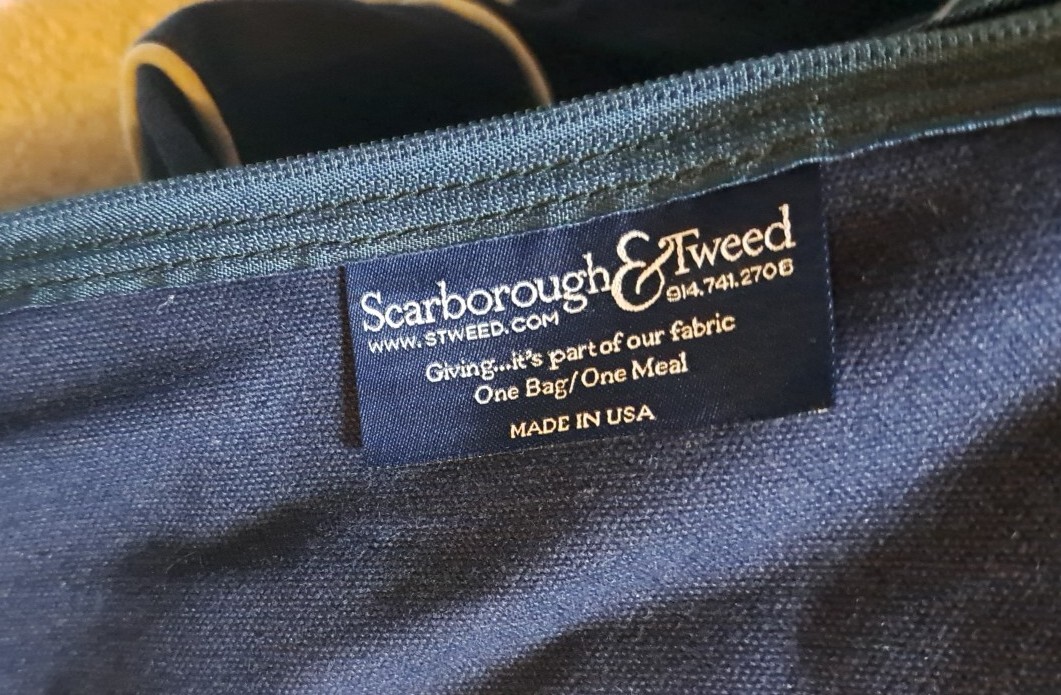 Scarborough & Tweed
WWW.STWEED.COM 914.741.2706
Giving...it's part of our fabric
One Bag/One Meal
MADE IN USA